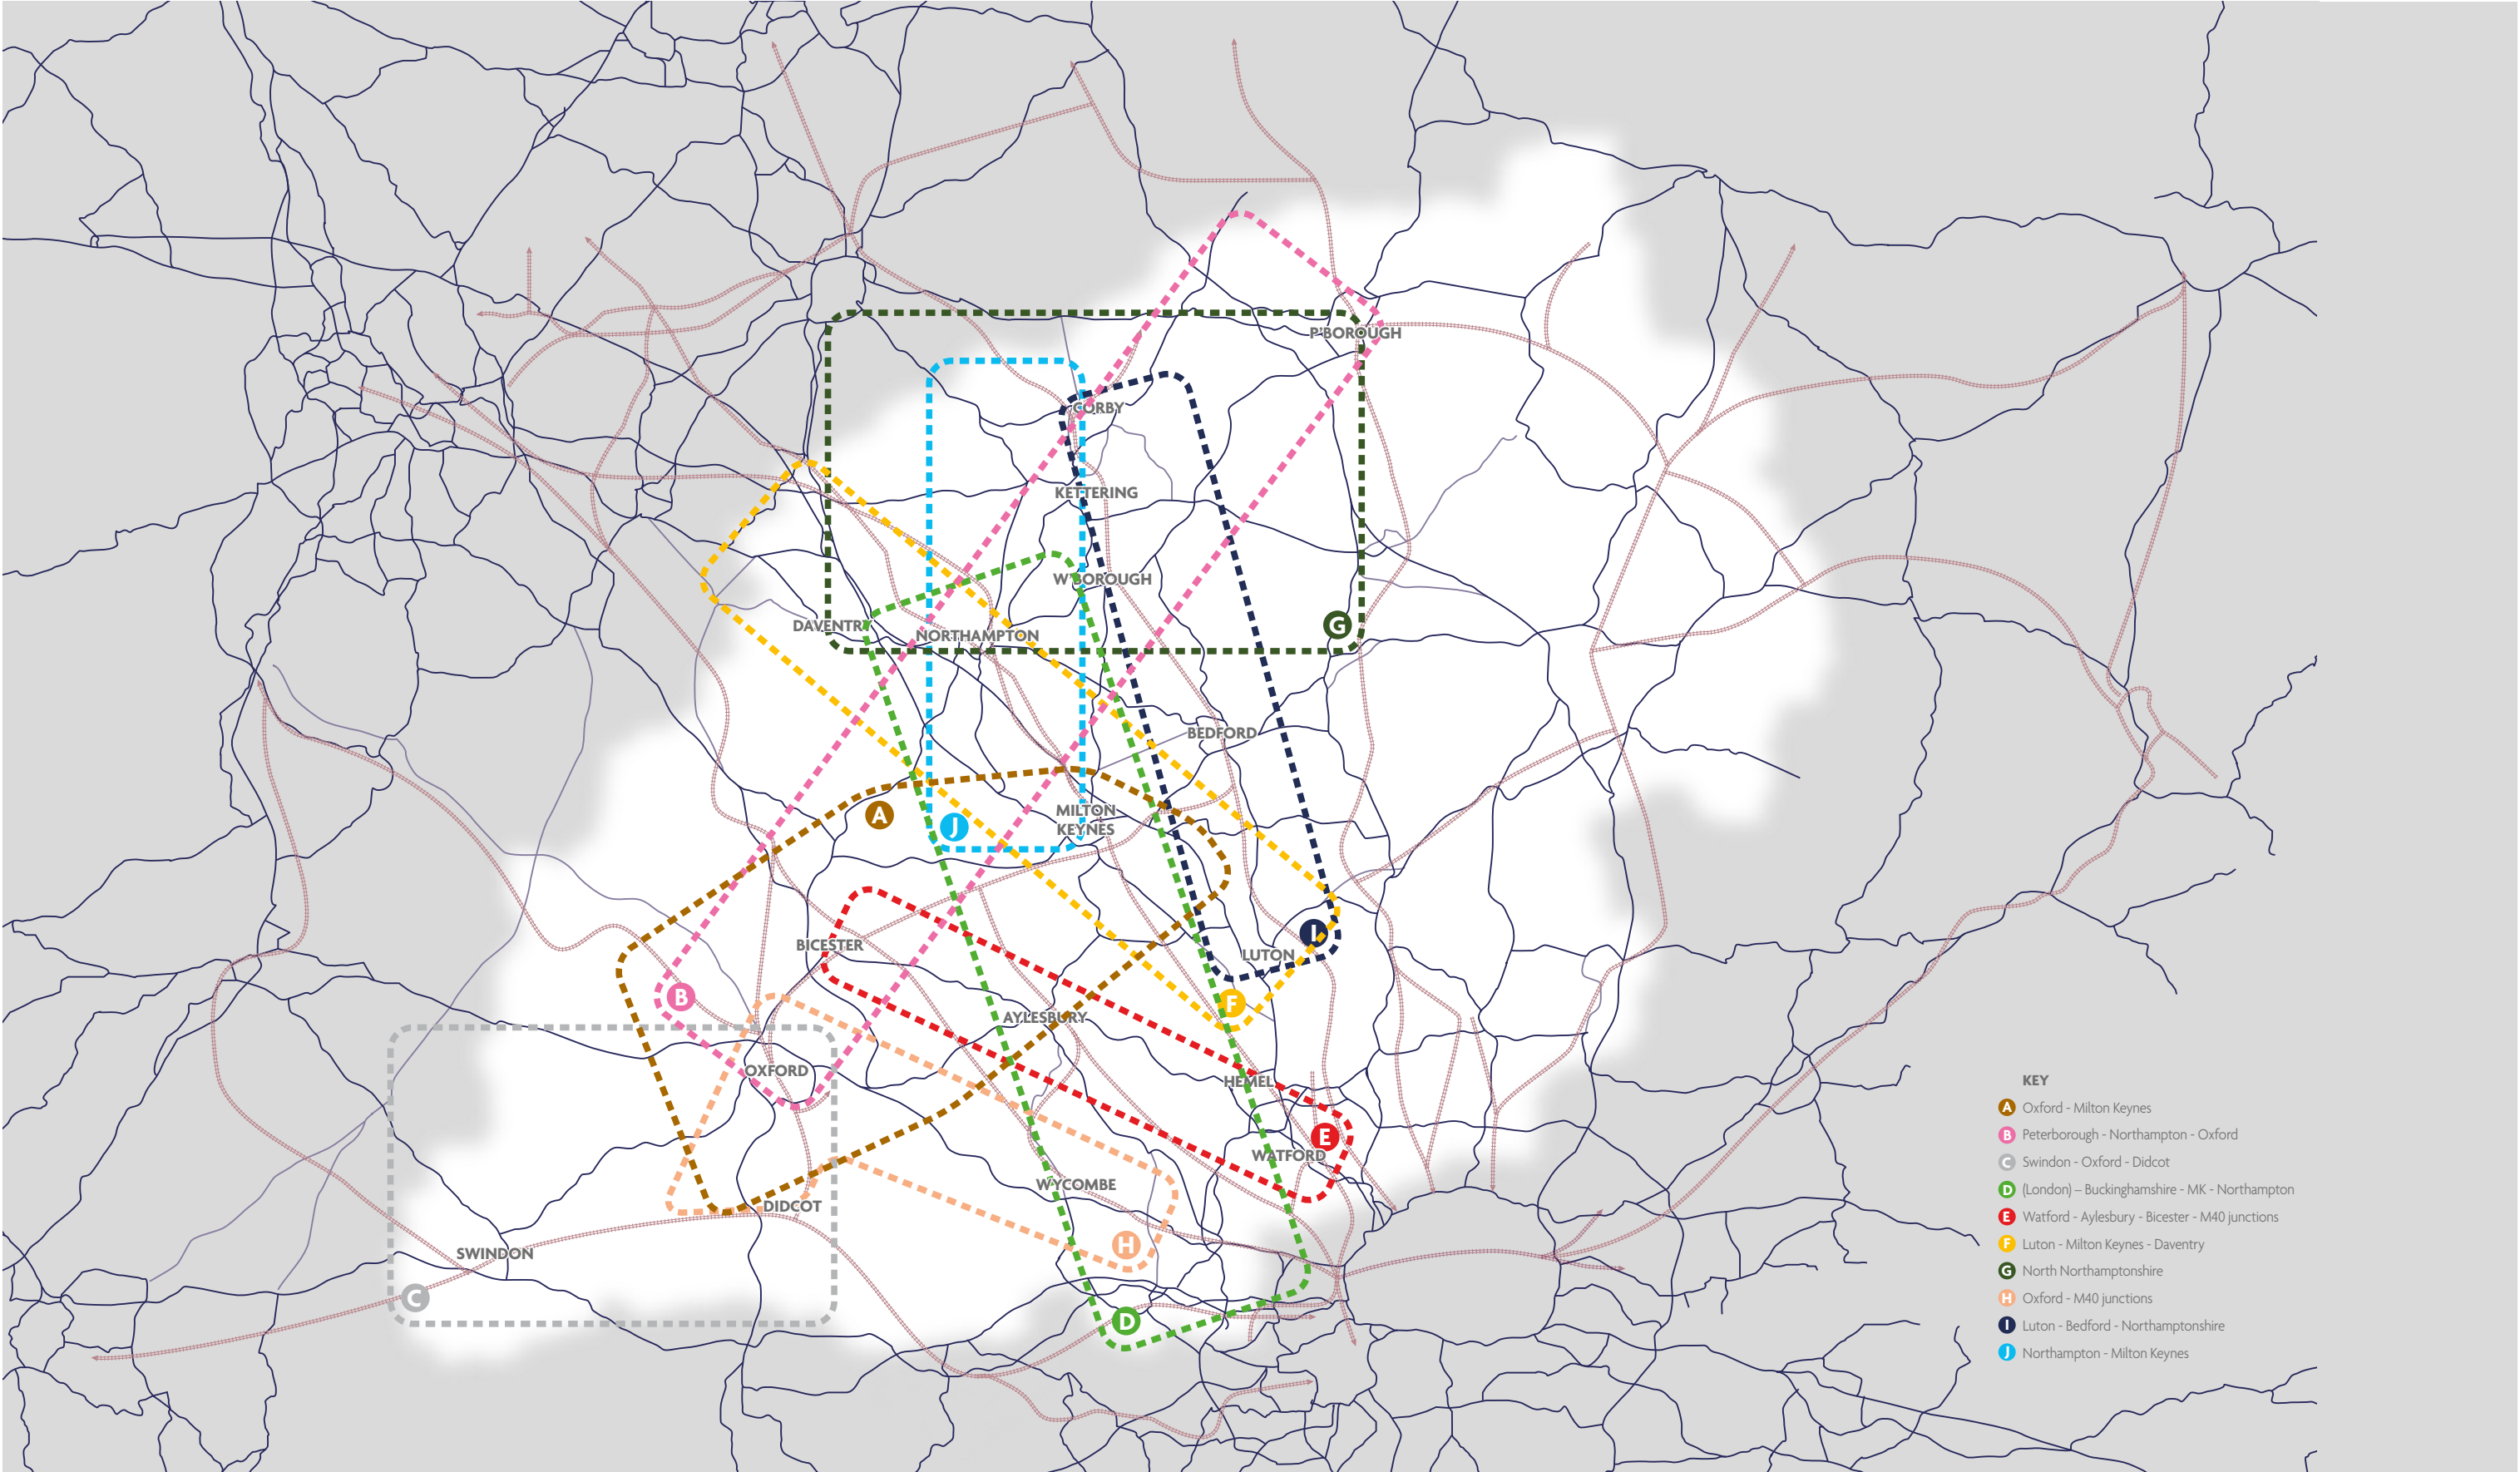 P'BOROUGH
CORBY
KETTERING
W'BOROUGH
DAVENTRY
G
NORTHAMPTON
BEDFORD
A
MILTON
KEYNES
J
I
BICESTER
LUTON
B
F
AYLESBURY
OXFORD
HEMEL
E
WATFORD
WYCOMBE
DIDCOT
H
SWINDON
C
D
KEY
A Oxford - Milton Keynes
B Peterborough - Northampton - Oxford
C Swindon - Oxford - Didcot
D (London) – Buckinghamshire - MK - Northampton
E Watford - Aylesbury - Bicester - M40 junctions
F Luton - Milton Keynes - Daventry
G North Northamptonshire
H Oxford - M40 junctions
I Luton - Bedford - Northamptonshire
J Northampton - Milton Keynes